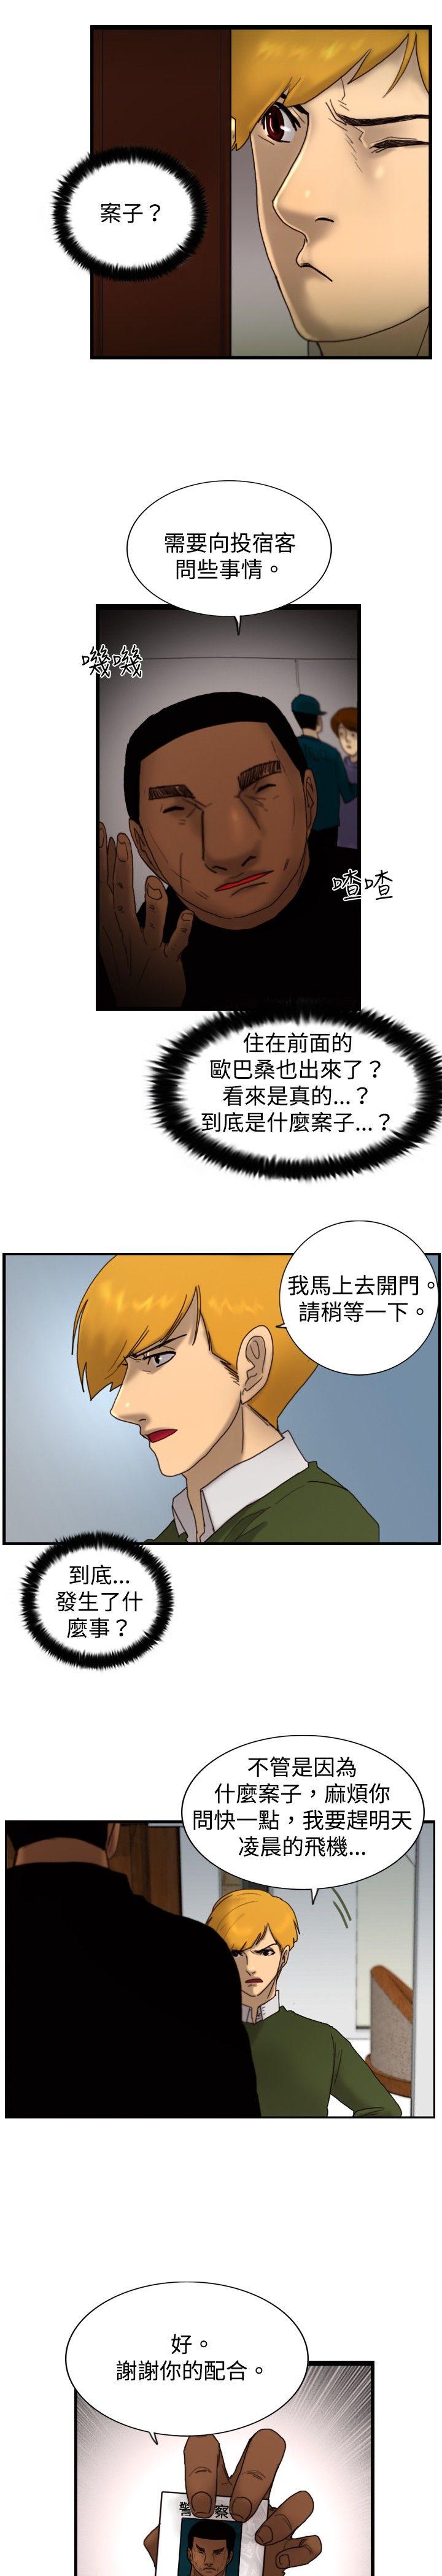 案子？
需要向投宿客
問些事情。
嘰嘰
喳喳
住在前面的
歐巴桑也出來了？
看來是真的...？
到底是什麼案子...？
我馬上去開門。
請稍等一下。
到底...
發生了什
麼事？
不管是因為
什麼案子，麻煩你
問快一點，我要趕明天
凌晨的飛機...
好。
謝謝你的配合。
警察